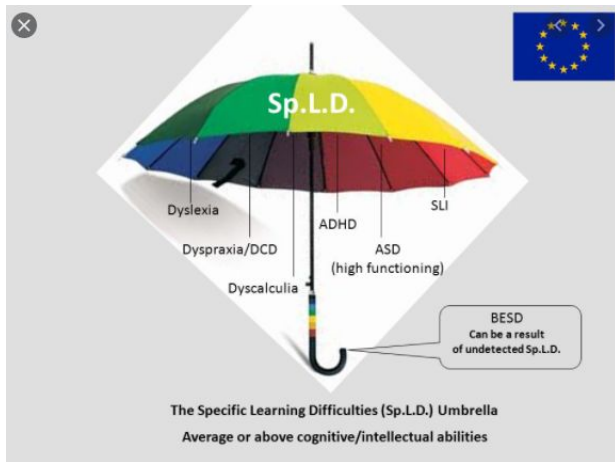 Sp.L.D.
Dyslexia
Dyspraxia/DCD
Dyscalculia
ADHD
ASD
(high functioning)
SLI
BESD
Can be a result
of undetected Sp.L.D.
The Specific Learning Difficulties (Sp.L.D.) Umbrella
Average or above cognitive/intellectual abilities